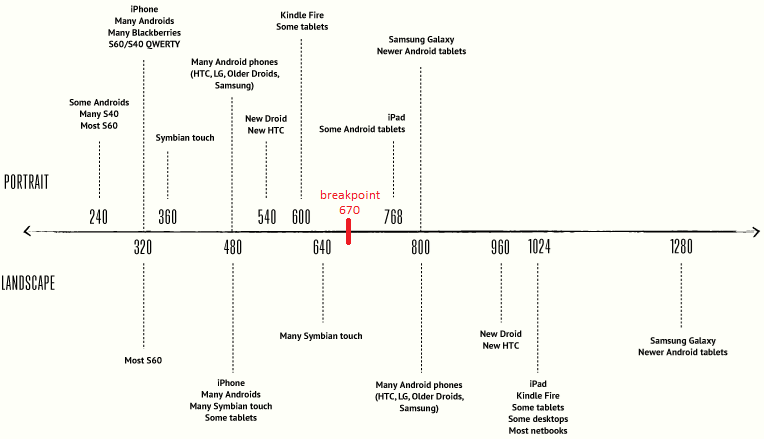 iPhone
Many Androids
Many Blackberries
S60/S40 QWERTY
Kindle Fire
Some tablets
Samsung Galaxy
Newer Android tablets
Many Android phones
(HTC, LG, Older Droids,
Samsung)
Some Androids
Many S40
Most S60
Symbian touch
New Droid
New HTC
iPad
Some Android tablets
PORTRAIT
breakpoint
670
240
360
540
600
768
320
480
640
800
960
1024
1280
LANDSCAPE
Most S60
iPhone
Many Androids
Many Symbian touch
Some tablets
Many Symbian touch
Many Android phones
(HTC, LG, Older Droids,
Samsung)
New Droid
New HTC
iPad
Kindle Fire
Some tablets
Some desktops
Most netbooks
Samsung Galaxy
Newer Android tablets